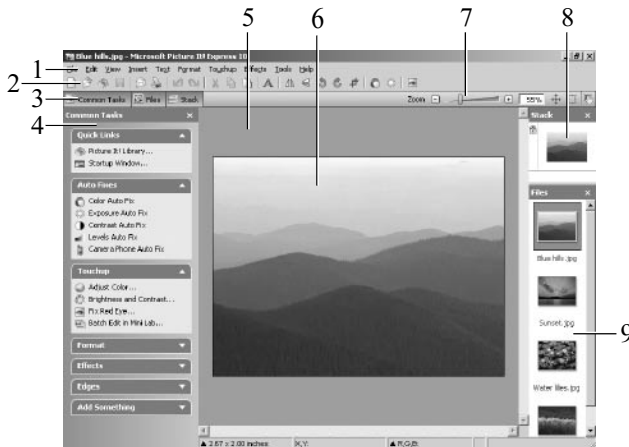 5 6 7 8
Blue hills.jpg - Microsoft Picture It! Express 10
1
File Edit View Insert Text Format Touchup Effects Tools Help
2
3
Common Tasks Files Stack
Zoom 55%
4
Common Tasks
Stack
Quick Links
Picture It! Library...
Startup Window...
Auto Fixes
Color Auto Fix
Exposure Auto Fix
Contrast Auto Fix
Levels Auto Fix
Camera Phone Auto Fix
Touchup
Adjust Color...
Brightness and Contrast...
Fix Red Eye...
Batch Edit in Mini Lab...
Format
Effects
Edges
Add Something
Files
Blue hills.jpg
Sunset.jpg
9
Water lilies.jpg
2.67 x 2.00 inches X,Y: R,G,B: